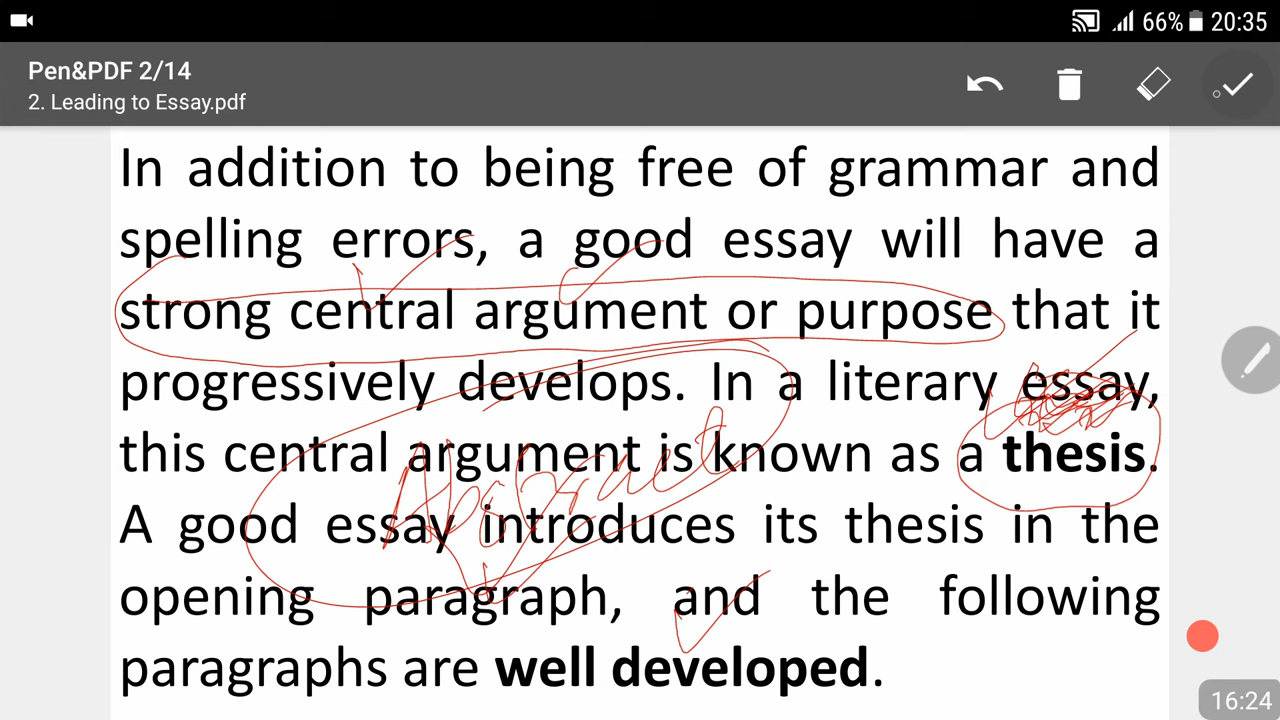 66% 20:35
Pen&PDF 2/14
2. Leading to Essay.pdf
In addition to being free of grammar and
spelling errors, a good essay will have a
strong central argument or purpose that it
progressively develops. In a literary essay,
this central argument is known as a thesis.
Abstract
A good essay introduces its thesis in the
opening paragraph, and the following
paragraphs are well developed.
16:24